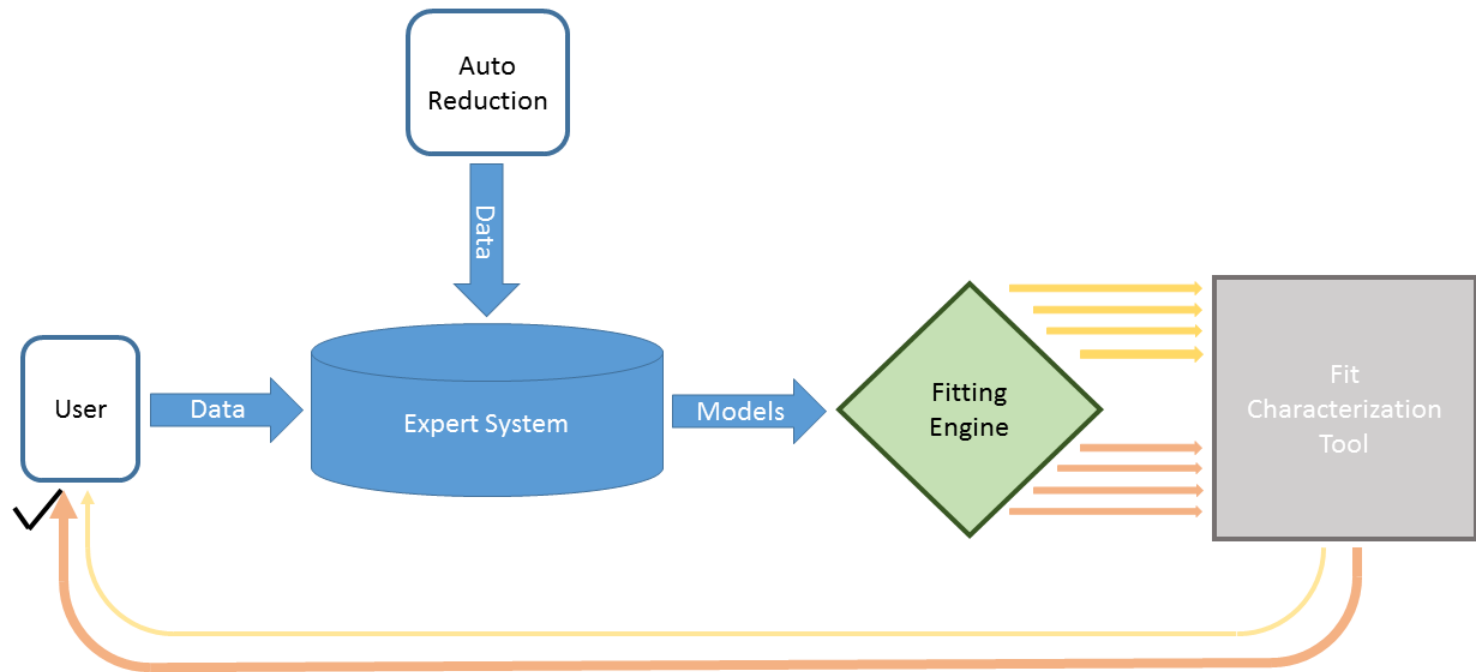 Auto
Reduction
Data
User
Data
Expert System
Models
Fitting
Engine
Fit
Characterization
Tool